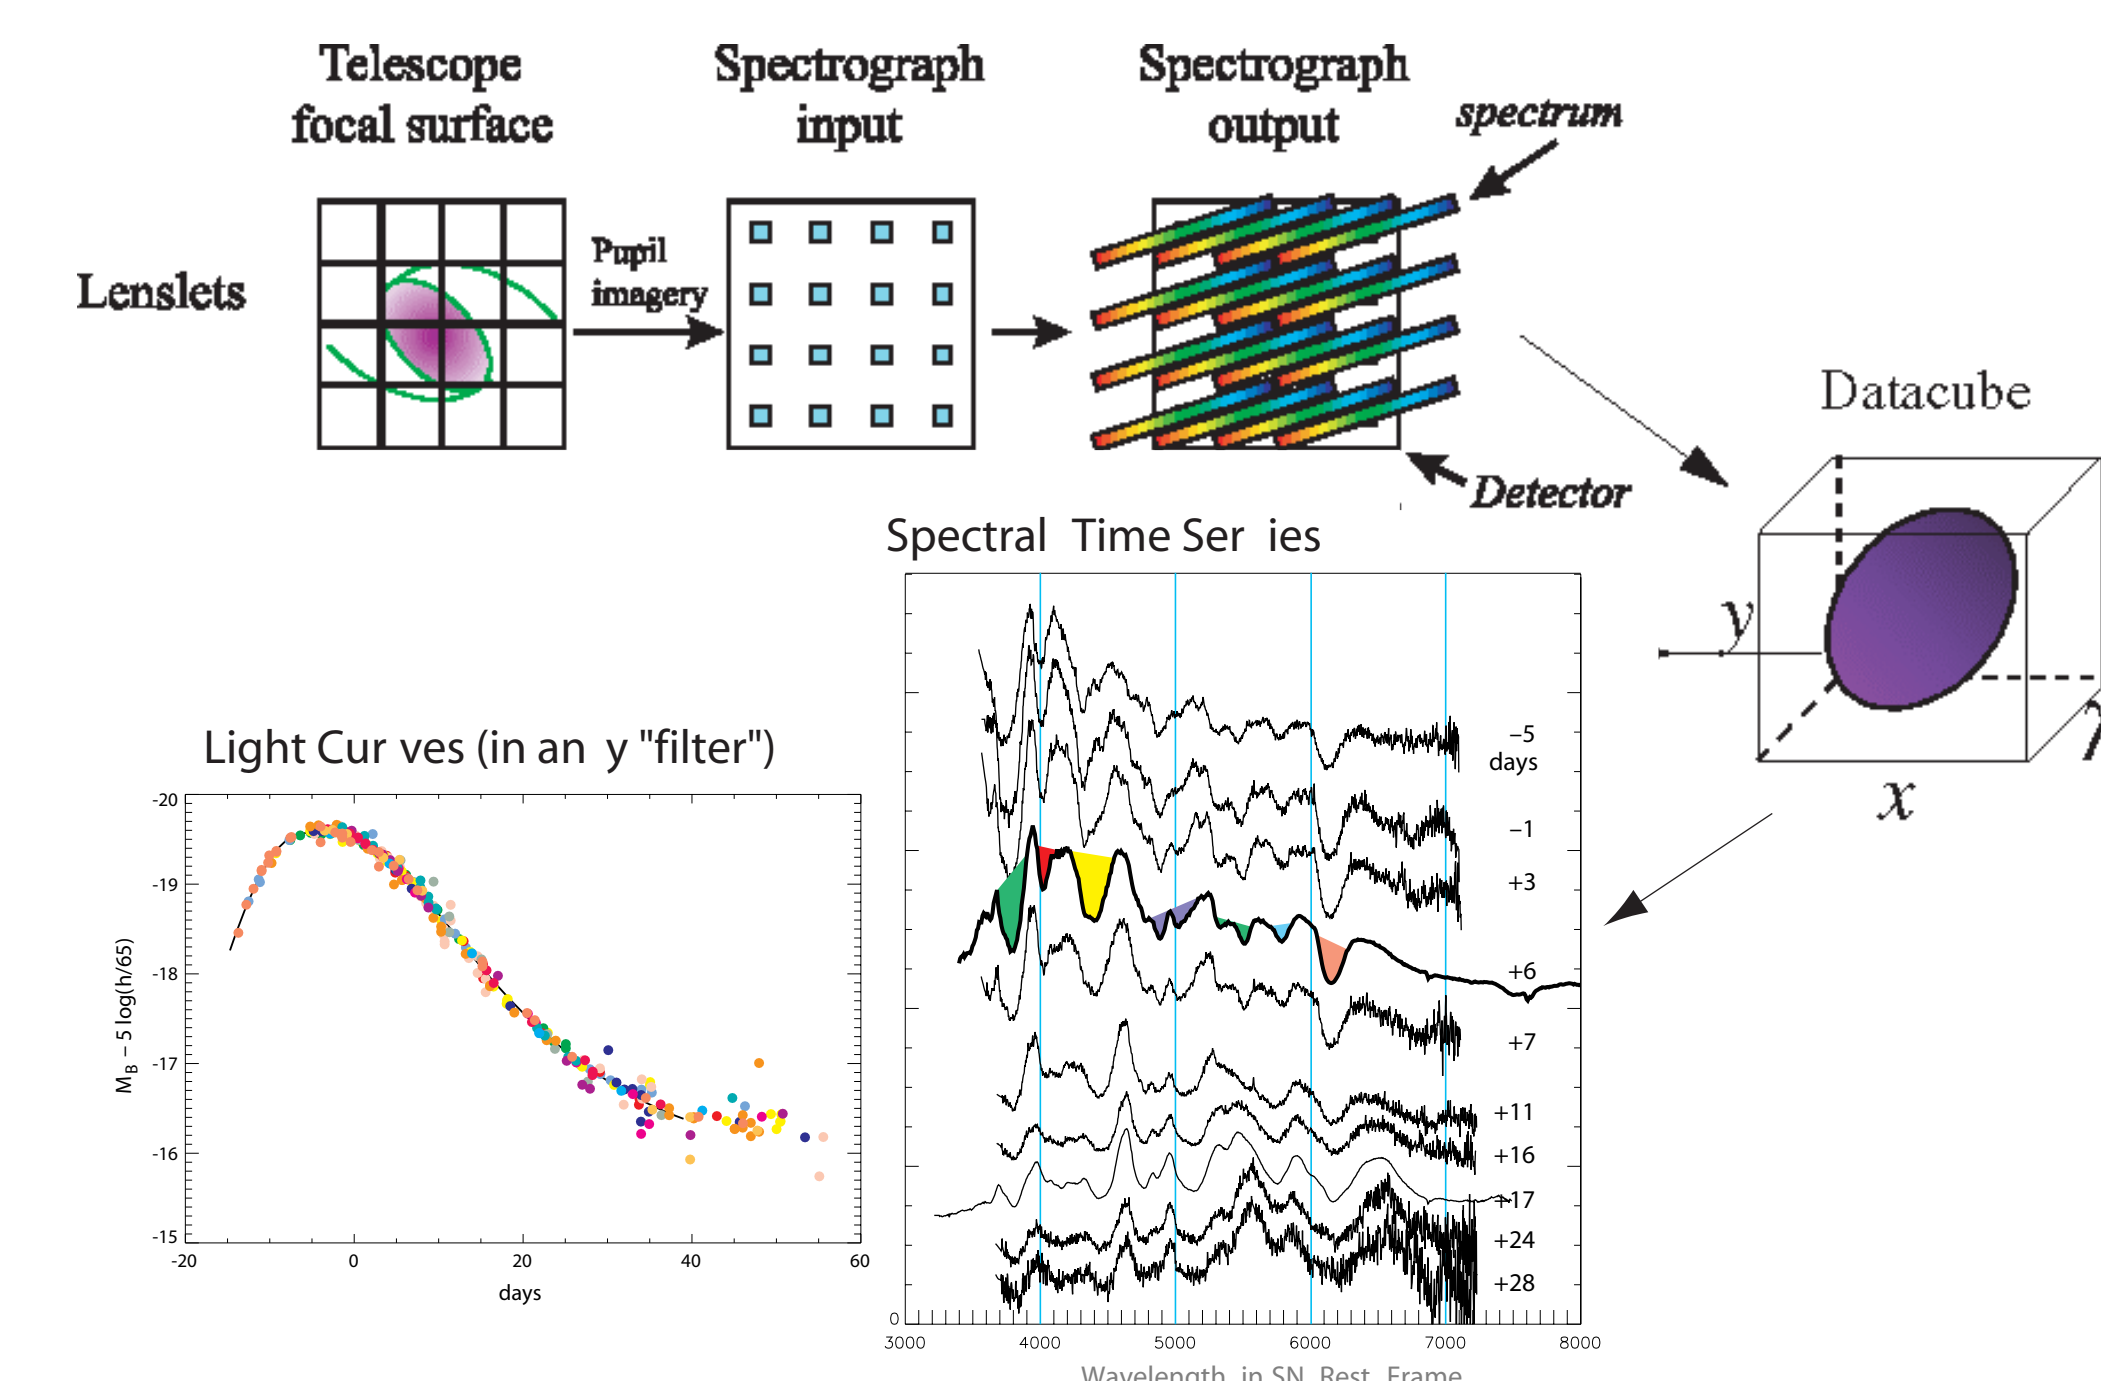 Telescope
focal surface
Spectrograph
input
Spectrograph
output
spectrum
Lenslets
Pupil
imagery
Detector
Datacube
y
x
λ
Spectral Time Ser ies
−5
days
−1
+3
+6
+7
+11
+16
+17
+24
+28
0
3000 4000 5000 6000 7000 8000
Wavelength in SN Rest Frame
Light Cur ves (in an y "filter")
-20
-19
-18
-17
-16
-15
M_B − 5 log(h/65)
-20 0 20 40 60
days